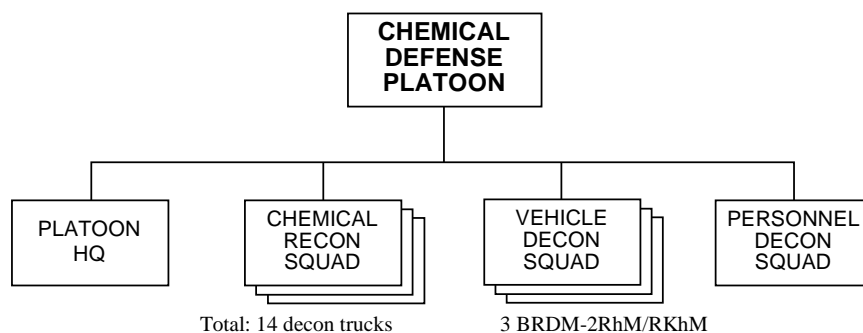 CHEMICAL
DEFENSE
PLATOON
PLATOON
HQ
CHEMICAL
RECON
SQUAD
VEHICLE
DECON
SQUAD
PERSONNEL
DECON
SQUAD
Total: 14 decon trucks
3 BRDM-2RhM/RKhM